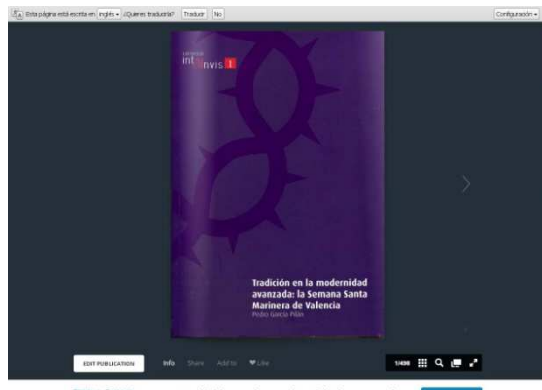 Esta página está escrita en inglés ¿Quieres traducirla? Traducir No Configuración
int nvis 1
Tradición en la modernidad
avanzada: la Semana Santa
Marinera de Valencia
Pedro García Pilán
EDIT PUBLICATION Info Share Add to Like 1/408